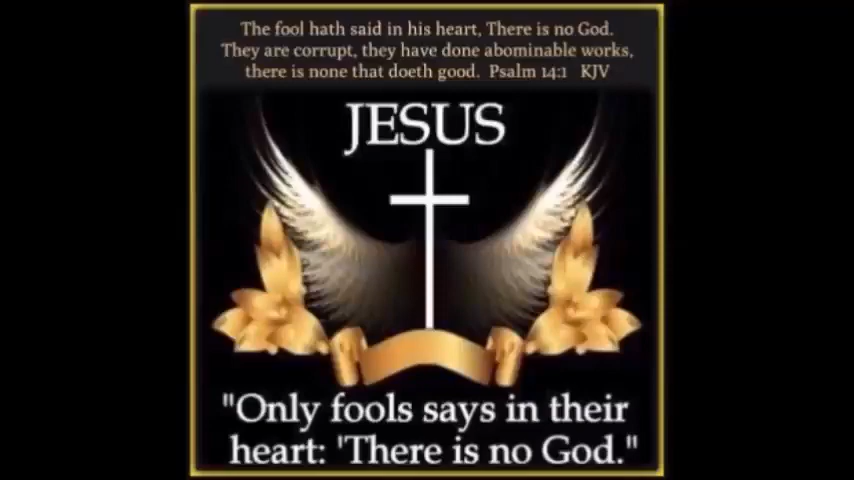 The fool hath said in his heart, There is no God.
They are corrupt, they have done abominable works,
there is none that doeth good. Psalm 14:1 KJV
JESUS
"Only fools says in their
heart: 'There is no God."